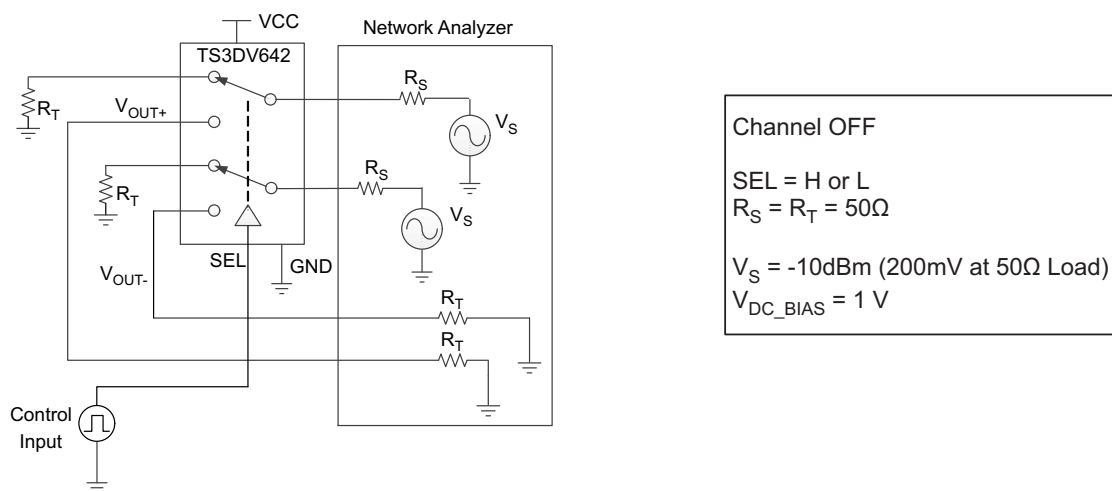 VCC
Network Analyzer
TS3DV642
R_S
R_T
V_OUT+
V_S
R_S
R_T
V_S
SEL
GND
V_OUT-
R_T
R_T
Control
Input
Channel OFF
SEL = H or L
R_S = R_T = 50Ω
V_S = -10dBm (200mV at 50Ω Load)
V_DC_BIAS = 1 V